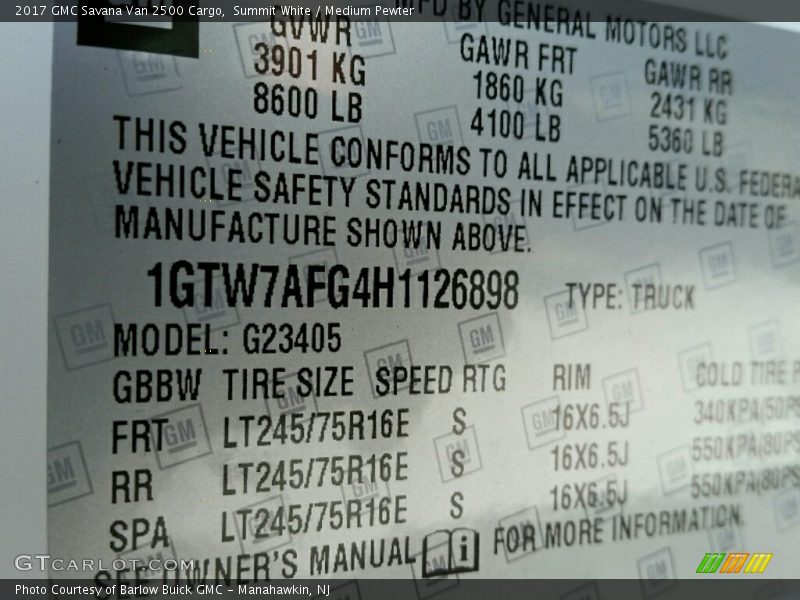 2017 GMC Savana Van 2500 Cargo, Summit White / Medium Pewter
MFD BY GENERAL MOTORS LLC
GVWR GAWR FRT GAWR RR
3901 KG 1860 KG 2431 KG
8600 LB 4100 LB 5360 LB
THIS VEHICLE CONFORMS TO ALL APPLICABLE U.S. FEDERA
VEHICLE SAFETY STANDARDS IN EFFECT ON THE DATE OF
MANUFACTURE SHOWN ABOVE.
1GTW7AFG4H1126898 TYPE: TRUCK
MODEL: G23405
GBBW TIRE SIZE SPEED RTG RIM COLD TIRE P
FRT LT245/75R16E S 16X6.5J 340KPA(50PS
RR LT245/75R16E S 16X6.5J 550KPA(80PS
SPA LT245/75R16E S 16X6.5J 550KPA(80PS
SEE OWNER'S MANUAL i FOR MORE INFORMATION.
GTcarlot.com
Photo Courtesy of Barlow Buick GMC – Manahawkin, NJ